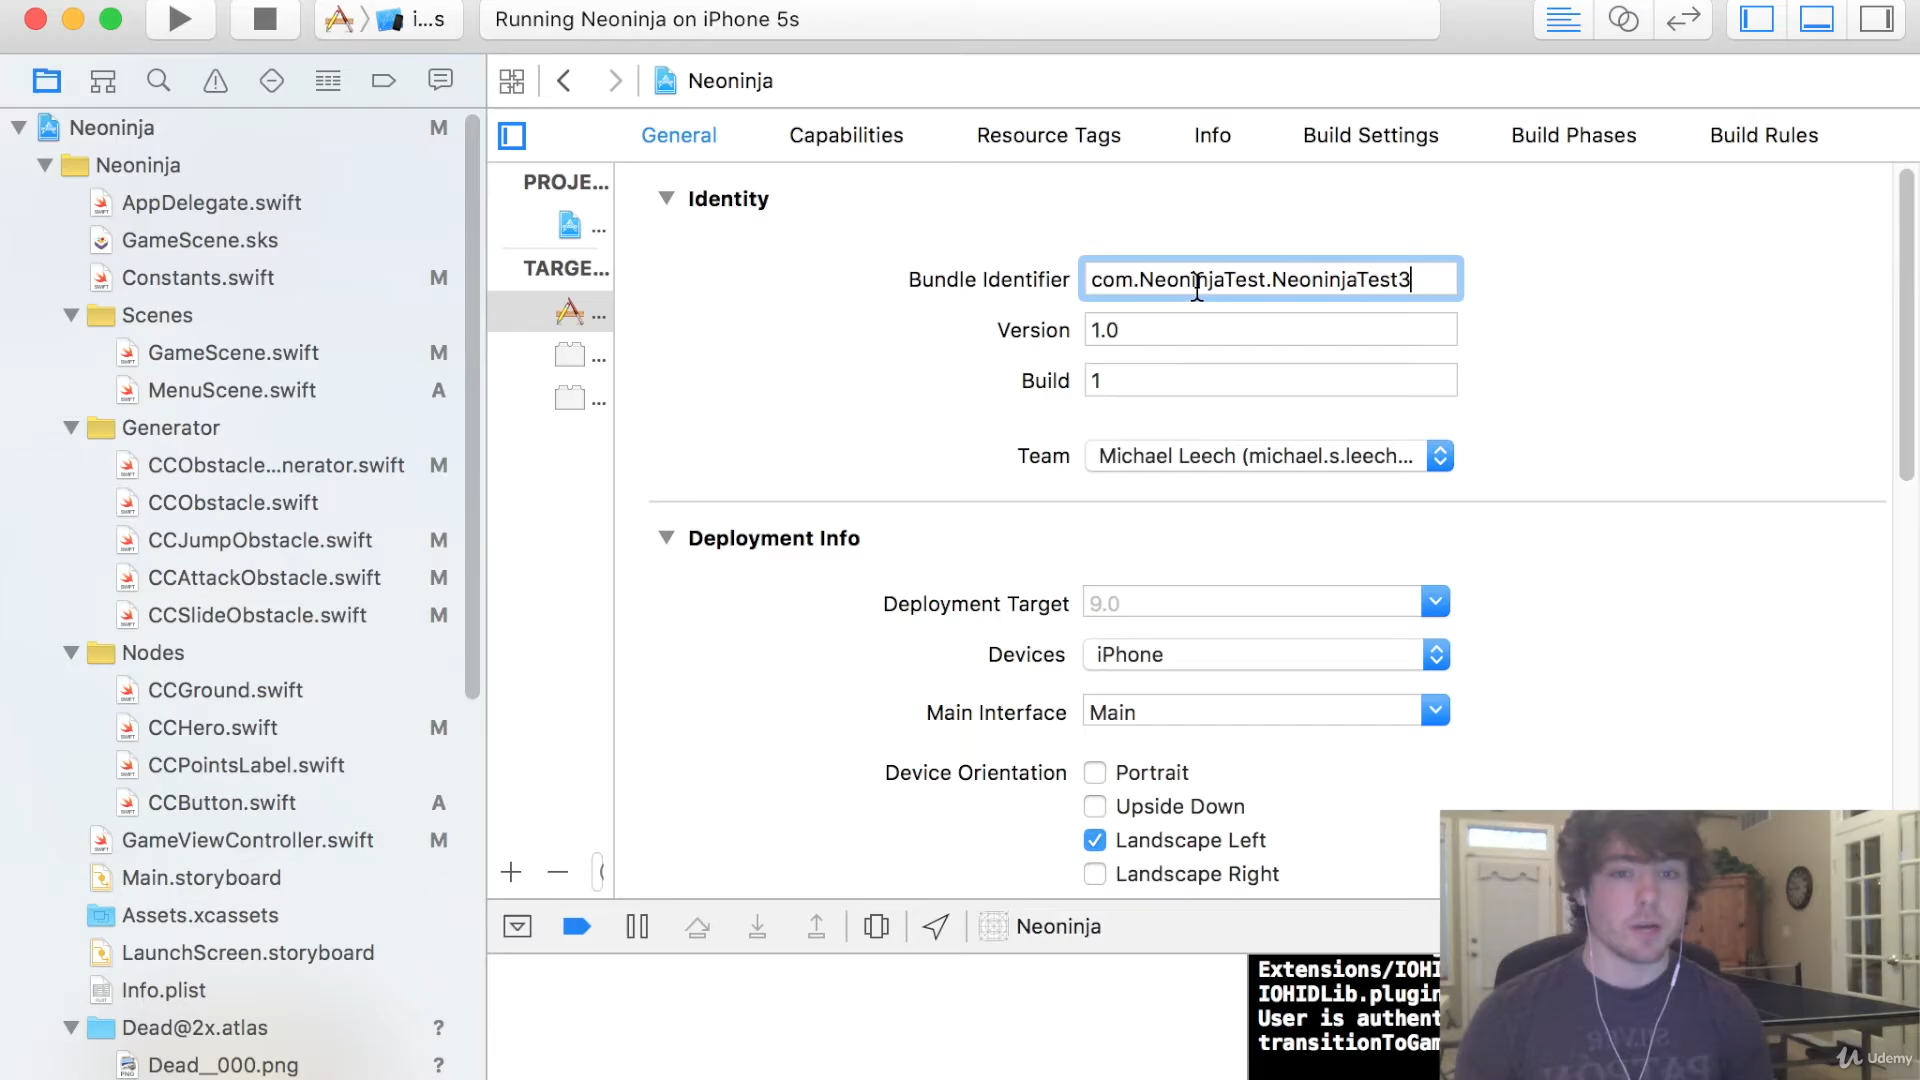 i...s
Running Neoninja on iPhone 5s
Neoninja
Neoninja M
Neoninja
AppDelegate.swift
GameScene.sks
Constants.swift M
Scenes
GameScene.swift M
MenuScene.swift A
Generator
CCObstacle...nerator.swift M
CCObstacle.swift
CCJumpObstacle.swift M
CCAttackObstacle.swift M
CCSlideObstacle.swift M
Nodes
CCGround.swift
CCHero.swift M
CCPointsLabel.swift
CCButton.swift A
GameViewController.swift M
Main.storyboard
Assets.xcassets
LaunchScreen.storyboard
Info.plist
Dead@2x.atlas ?
Dead__000.png ?
General Capabilities Resource Tags Info Build Settings Build Phases Build Rules
PROJE...
...
TARGE...
...
...
...
Identity
Bundle Identifier com.NeoninjaTest.NeoninjaTest3
Version 1.0
Build 1
Team Michael Leech (michael.s.leech...
Deployment Info
Deployment Target 9.0
Devices iPhone
Main Interface Main
Device Orientation Portrait
Upside Down
Landscape Left
Landscape Right
Neoninja
Extensions/IOHI
IOHIDLib.plugin
User is authent
transitionToGam
Udemy